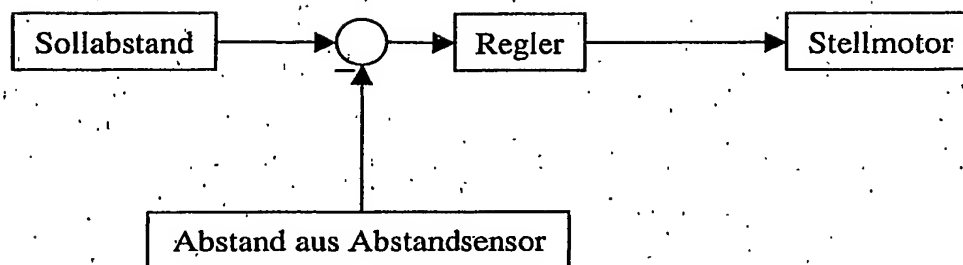 Sollabstand
Regler
Stellmotor
–
Abstand aus Abstandsensor